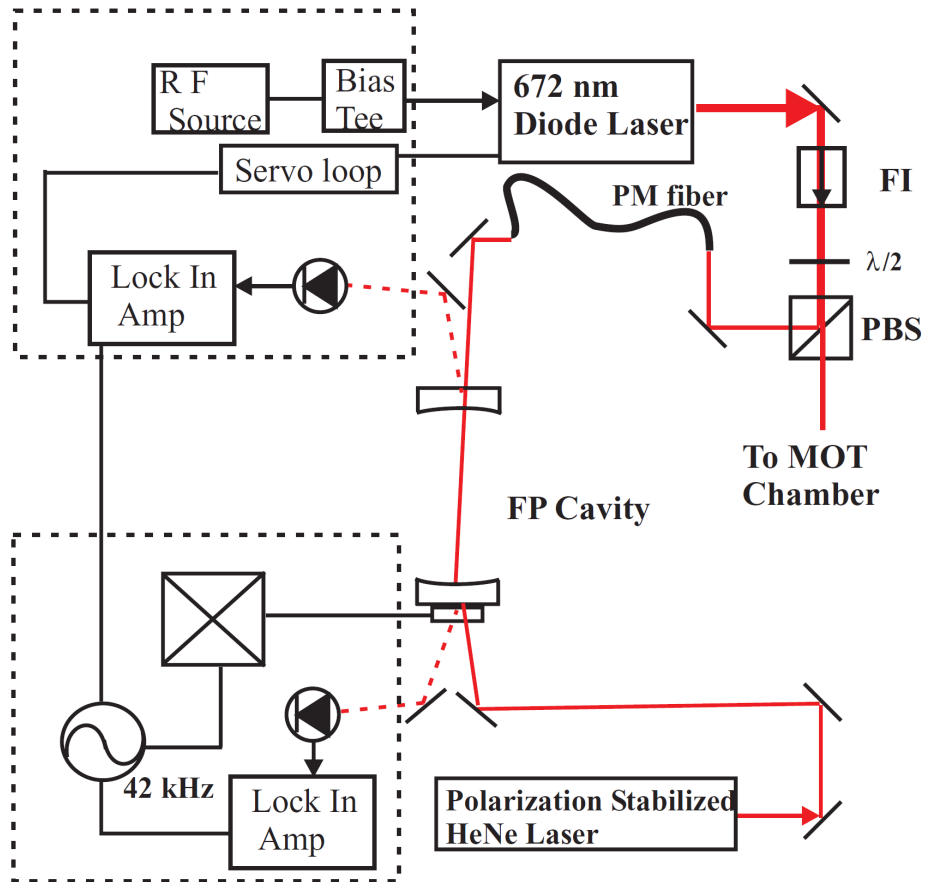 R F
Source
Bias
Tee
672 nm
Diode Laser
Servo loop
PM fiber
FI
λ/2
PBS
Lock In
Amp
To MOT
Chamber
FP Cavity
42 kHz
Lock In
Amp
Polarization Stabilized
HeNe Laser